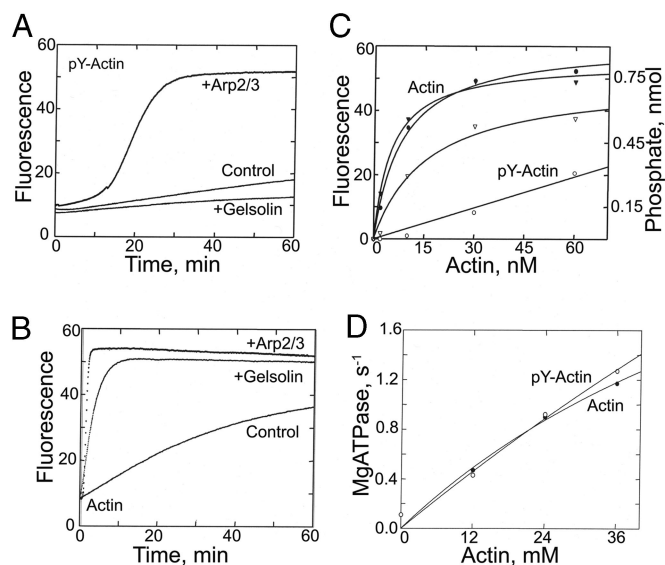 A
60
40
20
0
Fluorescence
pY-Actin
+Arp2/3
Control
+Gelsolin
0 20 40 60
Time, min
C
60
40
20
0
Fluorescence
Actin
pY-Actin
0.75
0.45
0.15
Phosphate, nmol
0 15 30 45 60
Actin, nM
B
60
40
20
0
Fluorescence
+Arp2/3
+Gelsolin
Control
Actin
0 20 40 60
Time, min
D
1.6
1.2
0.8
0.4
0.0
MgATPase, s-1
pY-Actin
Actin
0 12 24 36
Actin, mM